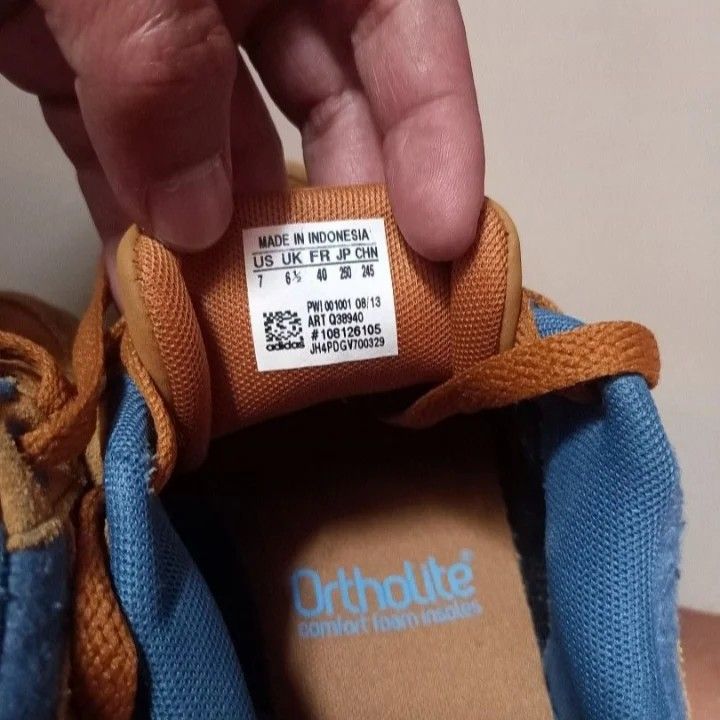 MADE IN INDONESIA
US UK FR JP CHN
7 6½ 40 250 245
PWI 001001 08/13
ART Q38940
#108126105
adidas JH4PDGV700329
OrthoLite®
comfort foam insoles